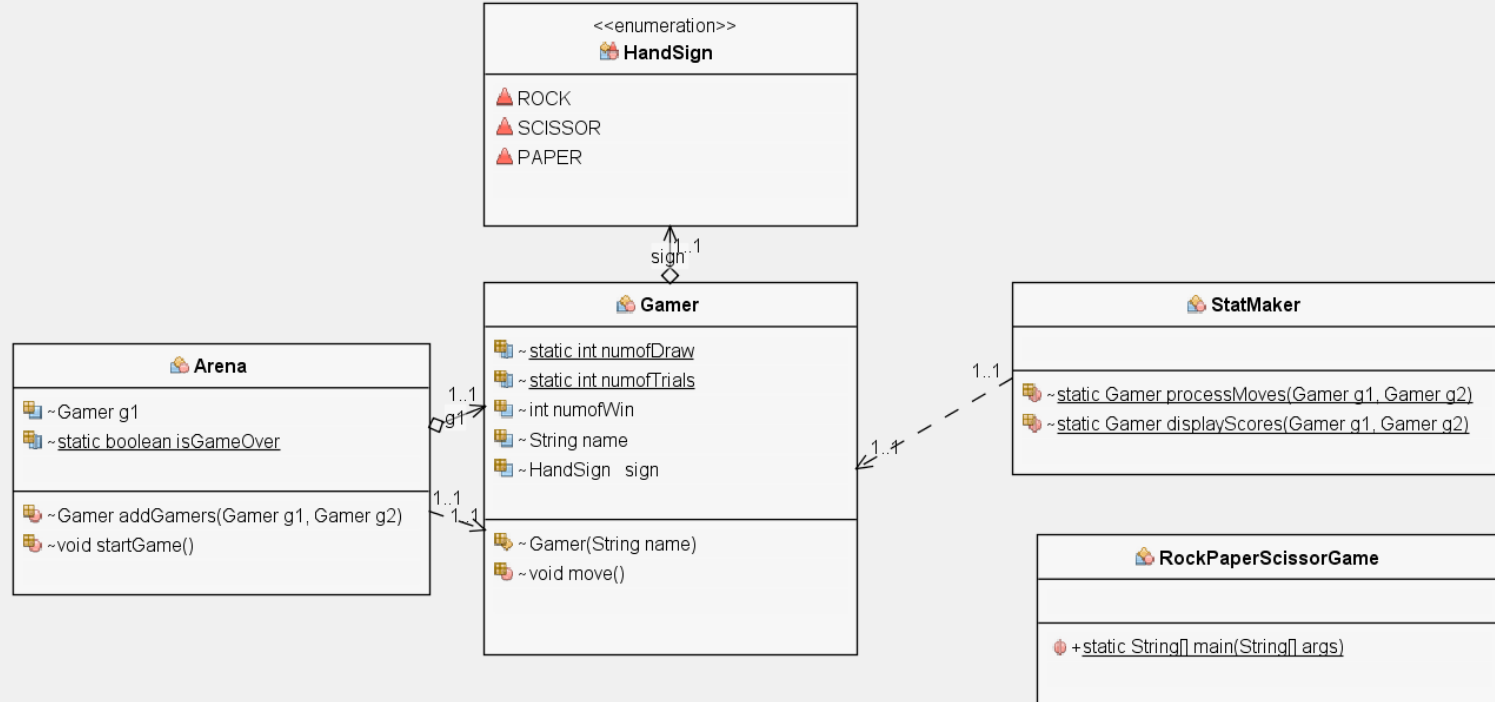 <<enumeration>>
HandSign
ROCK
SCISSOR
PAPER
1..1
sign
Gamer
~static int numofDraw
~static int numofTrials
~int numofWin
~String name
~HandSign sign
~Gamer(String name)
~void move()
Arena
~Gamer g1
~static boolean isGameOver
~Gamer addGamers(Gamer g1, Gamer g2)
~void startGame()
1..1
g1
1..1
1..1
StatMaker
~static Gamer processMoves(Gamer g1, Gamer g2)
~static Gamer displayScores(Gamer g1, Gamer g2)
1..1
1..1
RockPaperScissorGame
+static String[] main(String[] args)